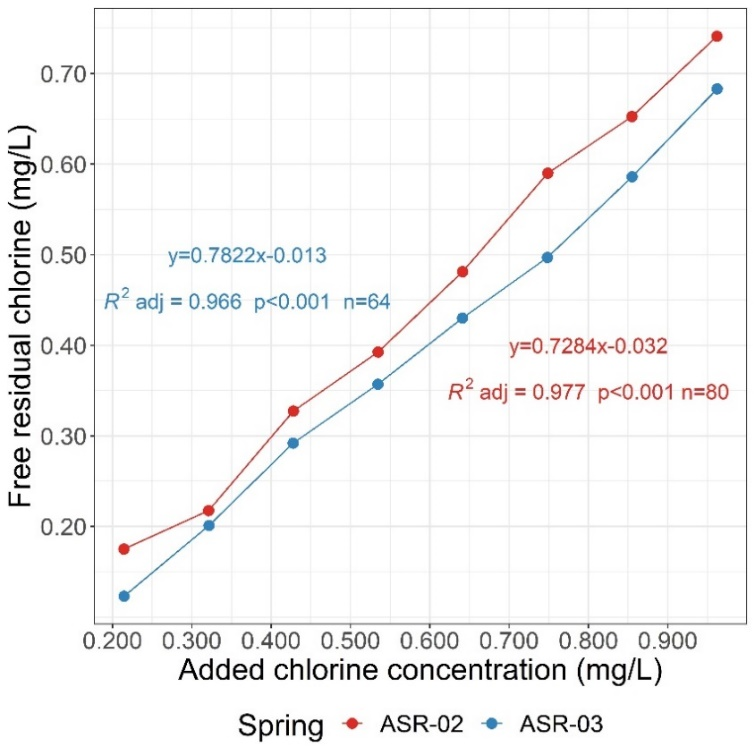 Free residual chlorine (mg/L)
0.70
0.60
0.50
0.40
0.30
0.20
y=0.7822x-0.013
R² adj = 0.966 p<0.001 n=64
y=0.7284x-0.032
R² adj = 0.977 p<0.001 n=80
0.200 0.300 0.400 0.500 0.600 0.700 0.800 0.900
Added chlorine concentration (mg/L)
Spring ASR-02 ASR-03